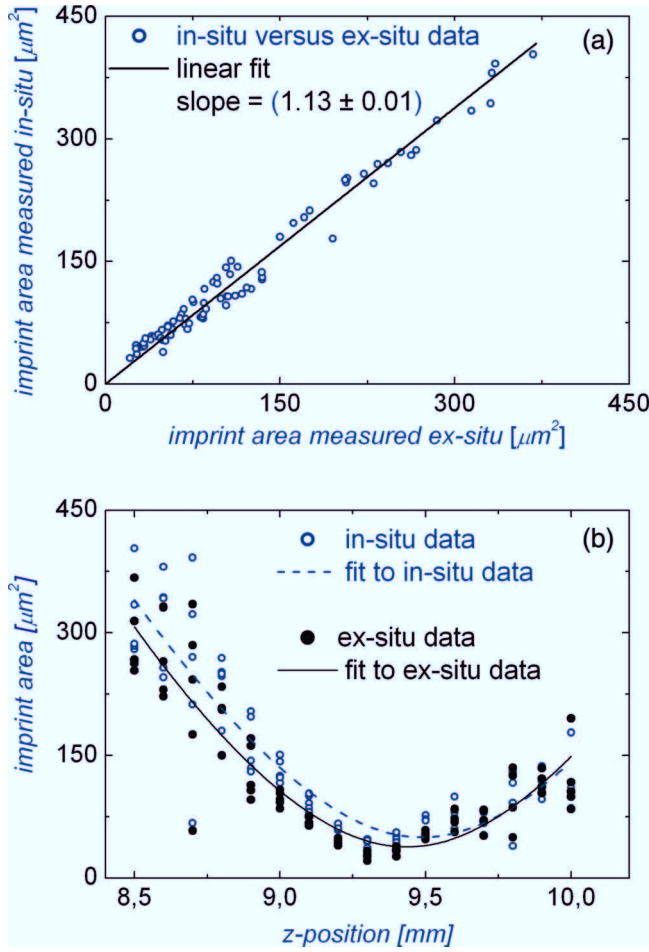 450
in-situ versus ex-situ data
(a)
linear fit
slope = (1.13 ± 0.01)
300
150
0
imprint area measured in-situ [μm²]
0
150
300
450
imprint area measured ex-situ [μm²]
450
in-situ data
(b)
fit to in-situ data
300
ex-situ data
fit to ex-situ data
150
0
imprint area [μm²]
8,5
9,0
9,5
10,0
z-position [mm]